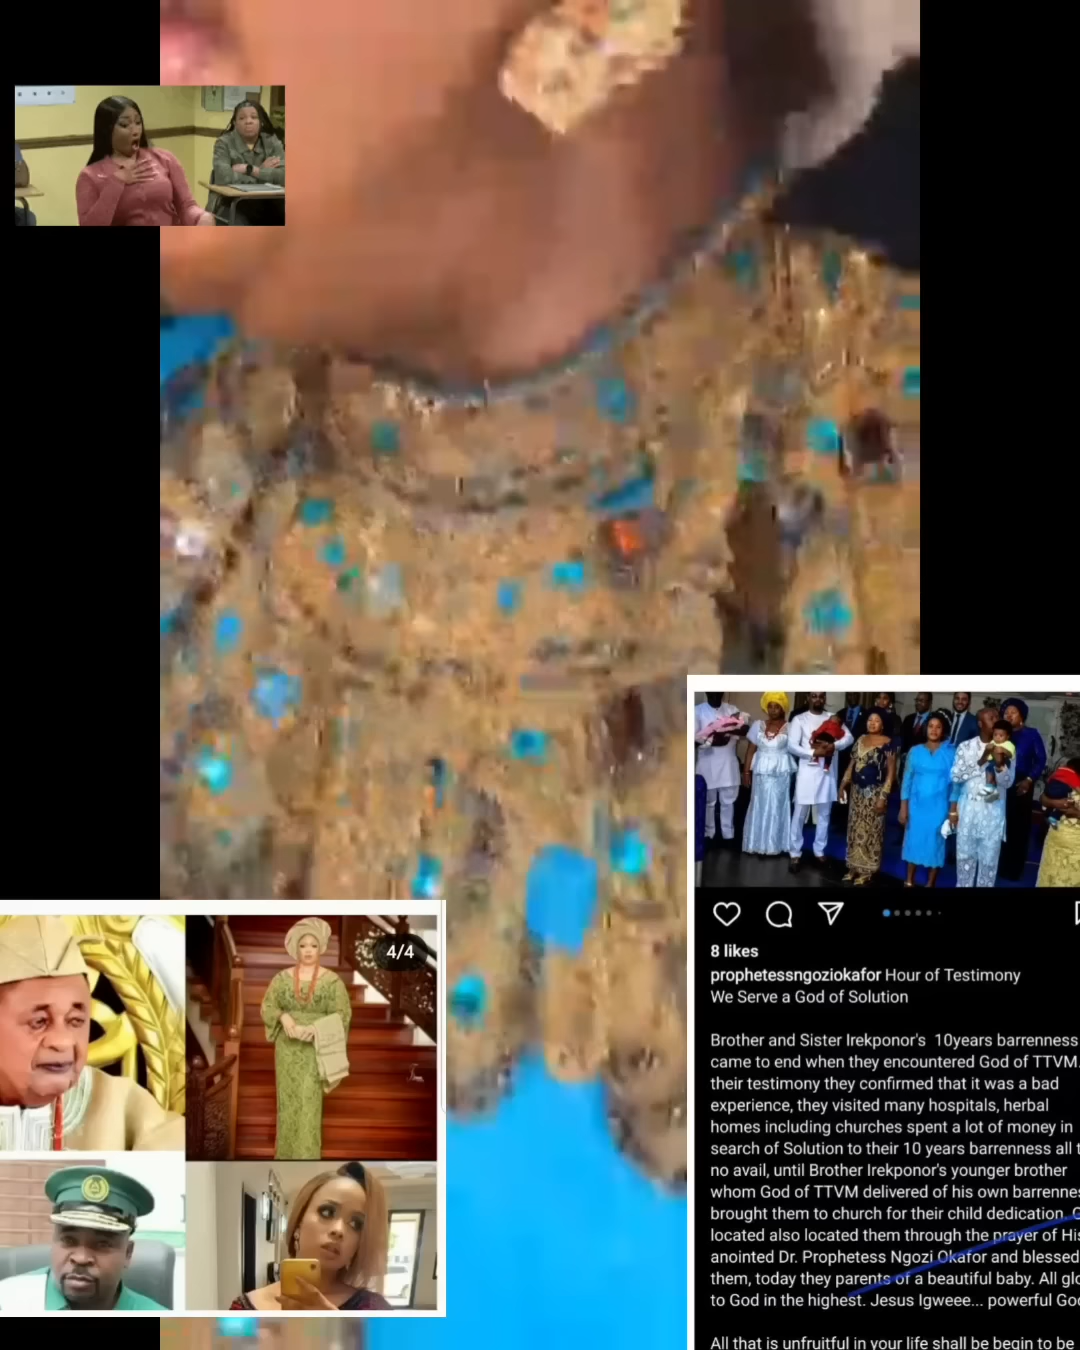 4/4
8 likes
prophetessngoziokafor Hour of Testimony
We Serve a God of Solution
Brother and Sister Irekponor's 10years barrenness
came to end when they encountered God of TTVM.
their testimony they confirmed that it was a bad
experience, they visited many hospitals, herbal
homes including churches spent a lot of money in
search of Solution to their 10 years barrenness all
no avail, until Brother Irekponor's younger brother
whom God of TTVM delivered of his own
brought them to church for their child dedication.
located also located them through the prayer of
anointed Dr. Prophetess Ngozi Okafor and blessed
them, today they parents of a beautiful baby. All
to God in the highest. Jesus Igweee... powerful
All that is unfruitful in your life shall be begin to be